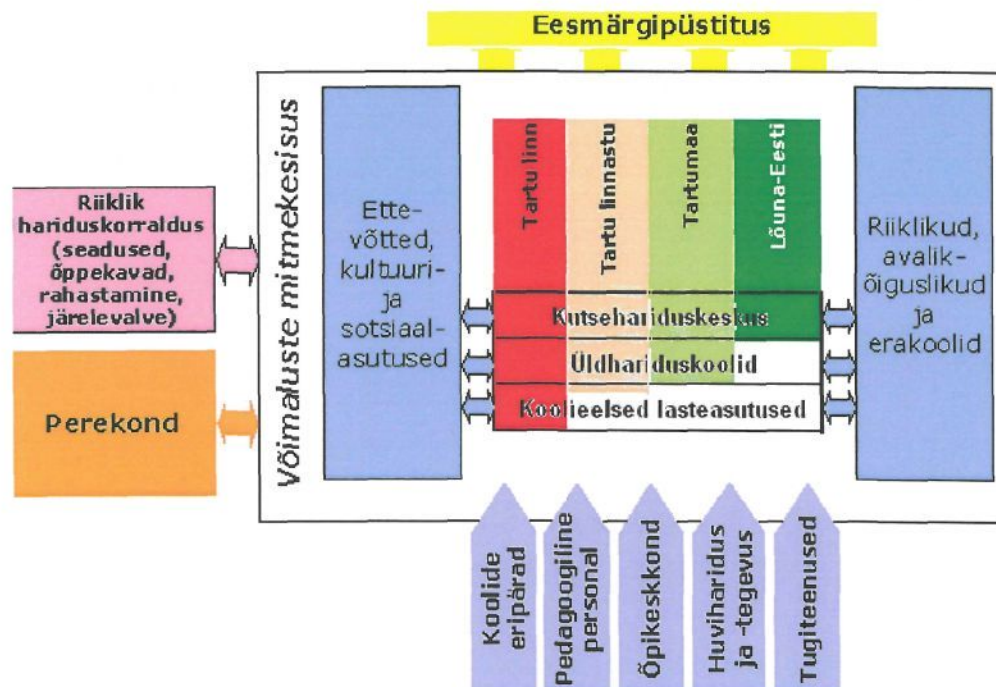 Eesmärgipüstitus
Võimaluste mitmekesisus
Riiklik
hariduskorraldus
(seadused,
õppekavad,
rahastamine,
järelevalve)
Perekond
Ette-
võtted,
kultuuri-
ja
sotsiaal-
asutused
Tartu linn
Tartu linnastu
Tartumaa
Lõuna-Eesti
Kutsehariduskeskus
Üldhariduskoolid
Koolieelsed lasteasutused
Riiklikud,
avalik-
õiguslikud
ja
erakoolid
Koolide
eripärad
Pedagoogiline
personal
Õpikeskkond
Huviharidus
ja -tegevus
Tugiteenused